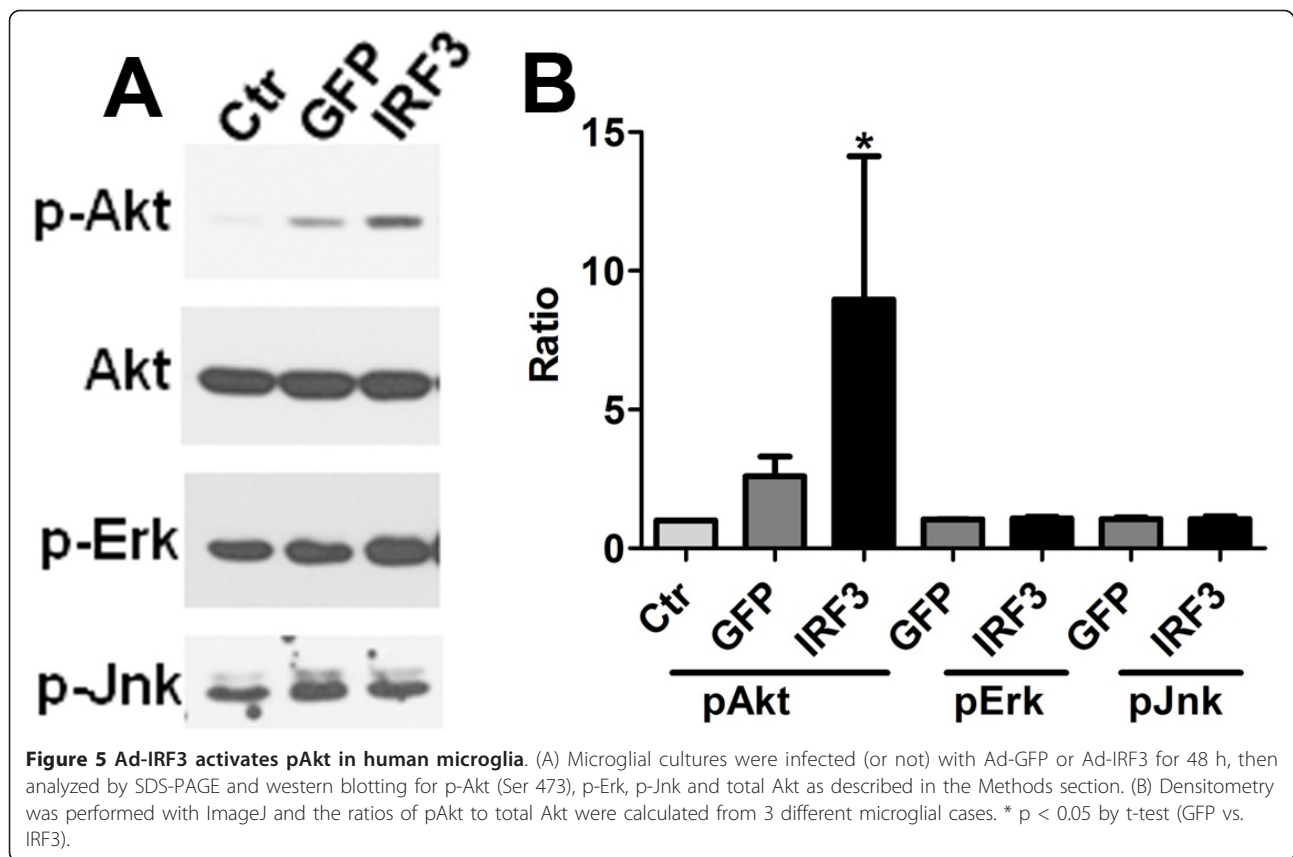 A
Ctr GFP IRF3
p-Akt
Akt
p-Erk
p-Jnk
B
Ratio
15
10
5
0
*
Ctr GFP IRF3 GFP IRF3 GFP IRF3
pAkt pErk pJnk
Figure 5 Ad-IRF3 activates pAkt in human microglia. (A) Microglial cultures were infected (or not) with Ad-GFP or Ad-IRF3 for 48 h, then
analyzed by SDS-PAGE and western blotting for p-Akt (Ser 473), p-Erk, p-Jnk and total Akt as described in the Methods section. (B) Densitometry
was performed with ImageJ and the ratios of pAkt to total Akt were calculated from 3 different microglial cases. * p < 0.05 by t-test (GFP vs.
IRF3).